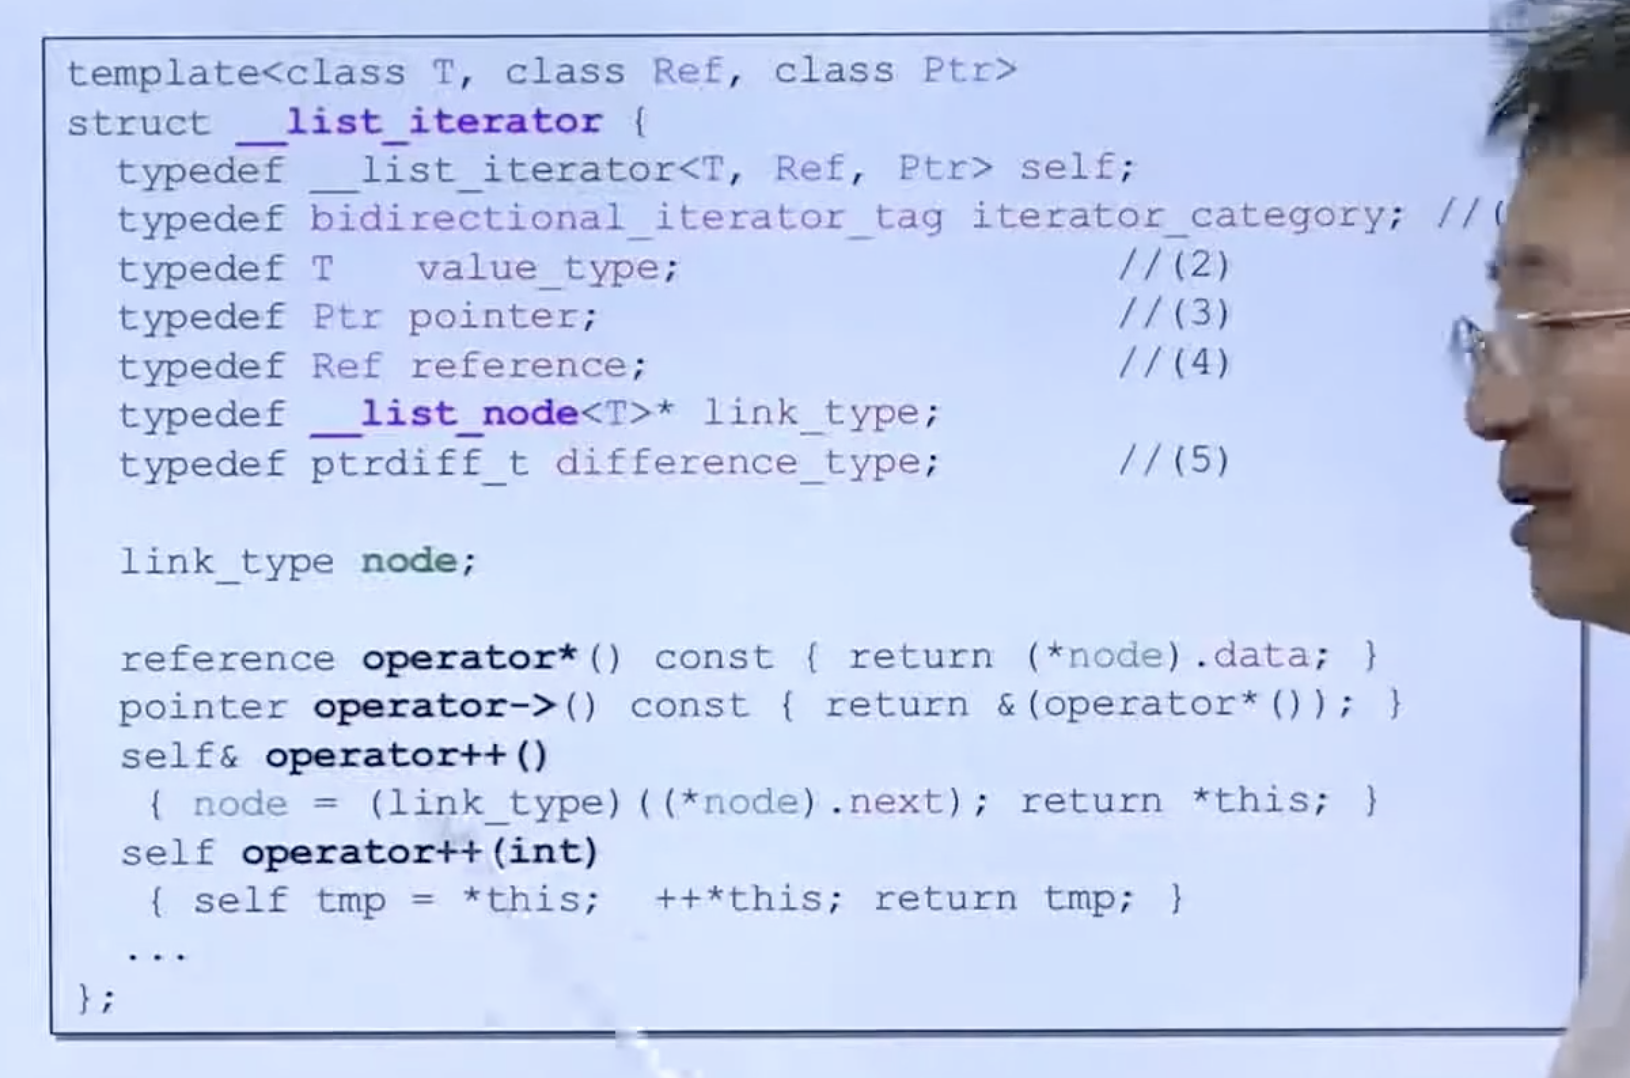 template<class T, class Ref, class Ptr>
struct __list_iterator {
typedef __list_iterator<T, Ref, Ptr> self;
typedef bidirectional_iterator_tag iterator_category; //(
typedef T value_type; //(2)
typedef Ptr pointer; //(3)
typedef Ref reference; //(4)
typedef __list_node<T>* link_type;
typedef ptrdiff_t difference_type; //(5)
link_type node;
reference operator*() const { return (*node).data; }
pointer operator->() const { return &(operator*()); }
self& operator++()
{ node = (link_type)((*node).next); return *this; }
self operator++(int)
{ self tmp = *this; ++*this; return tmp; }
...
};